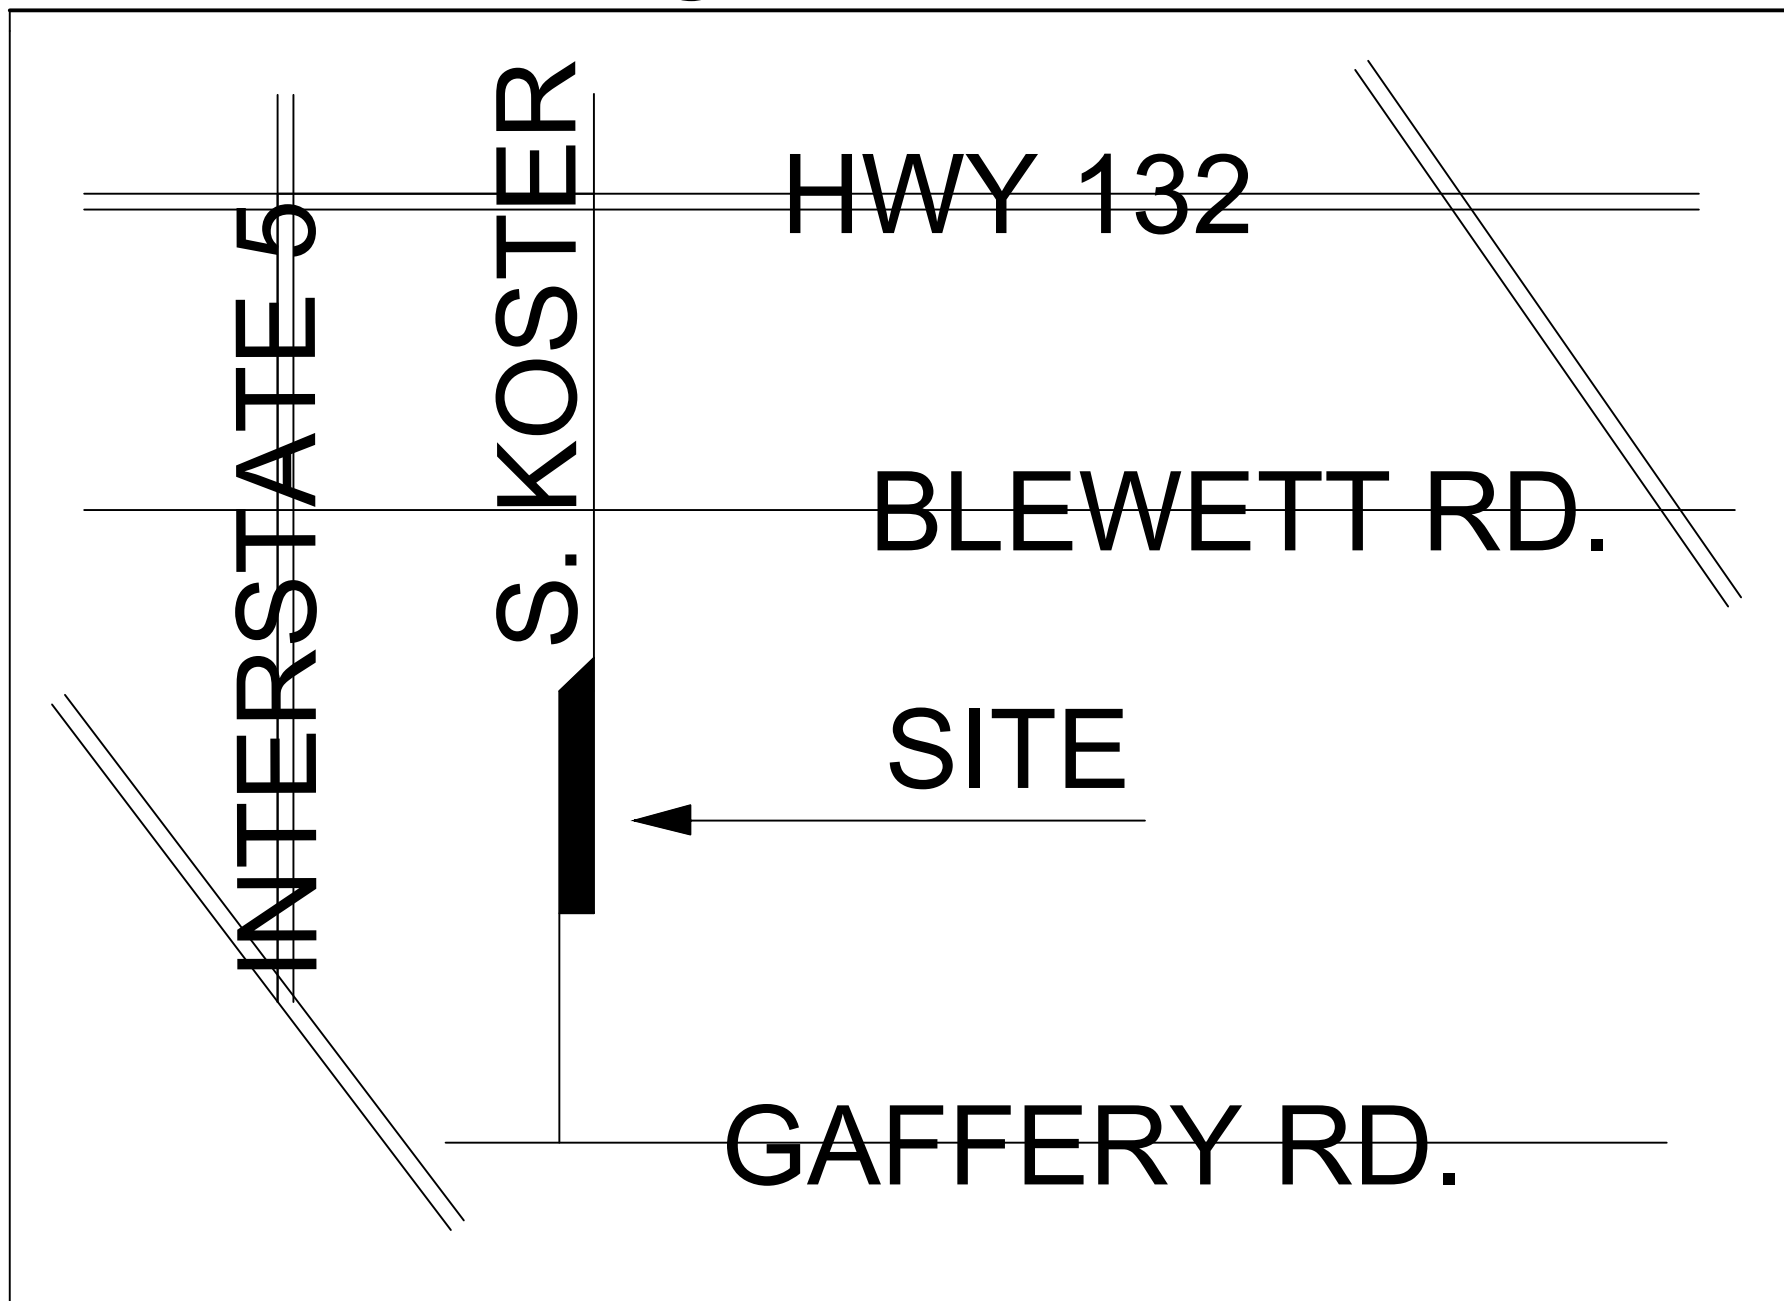 INTERSTATE 5
S. KOSTER
HWY 132
BLEWETT RD.
SITE
GAFFERY RD.